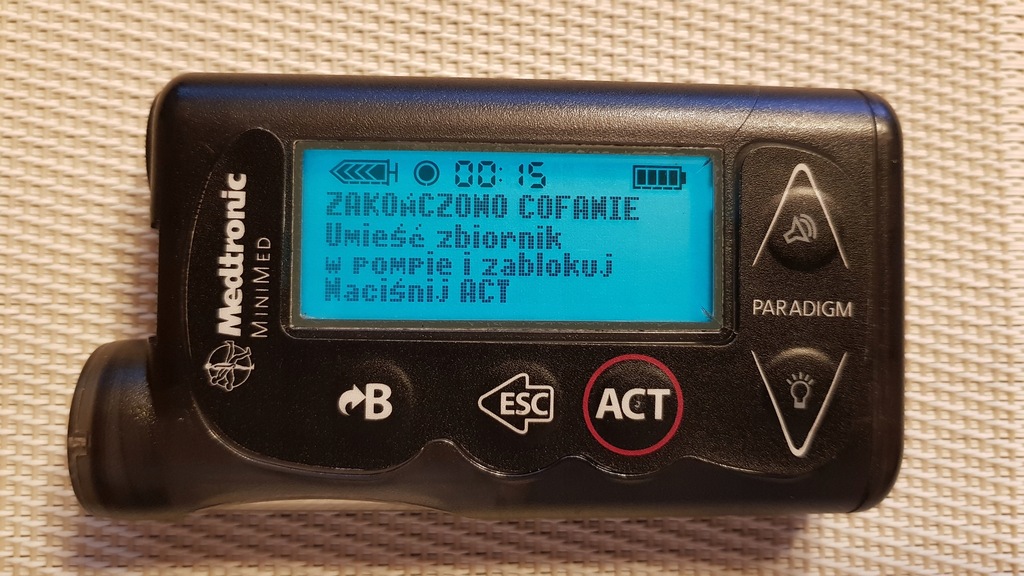 00:15
ZAKOŃCZONO COFANIE
Umieść zbiornik
w pompie i zablokuj
Naciśnij ACT
Medtronic
MINIMED
PARADIGM
B
ESC
ACT